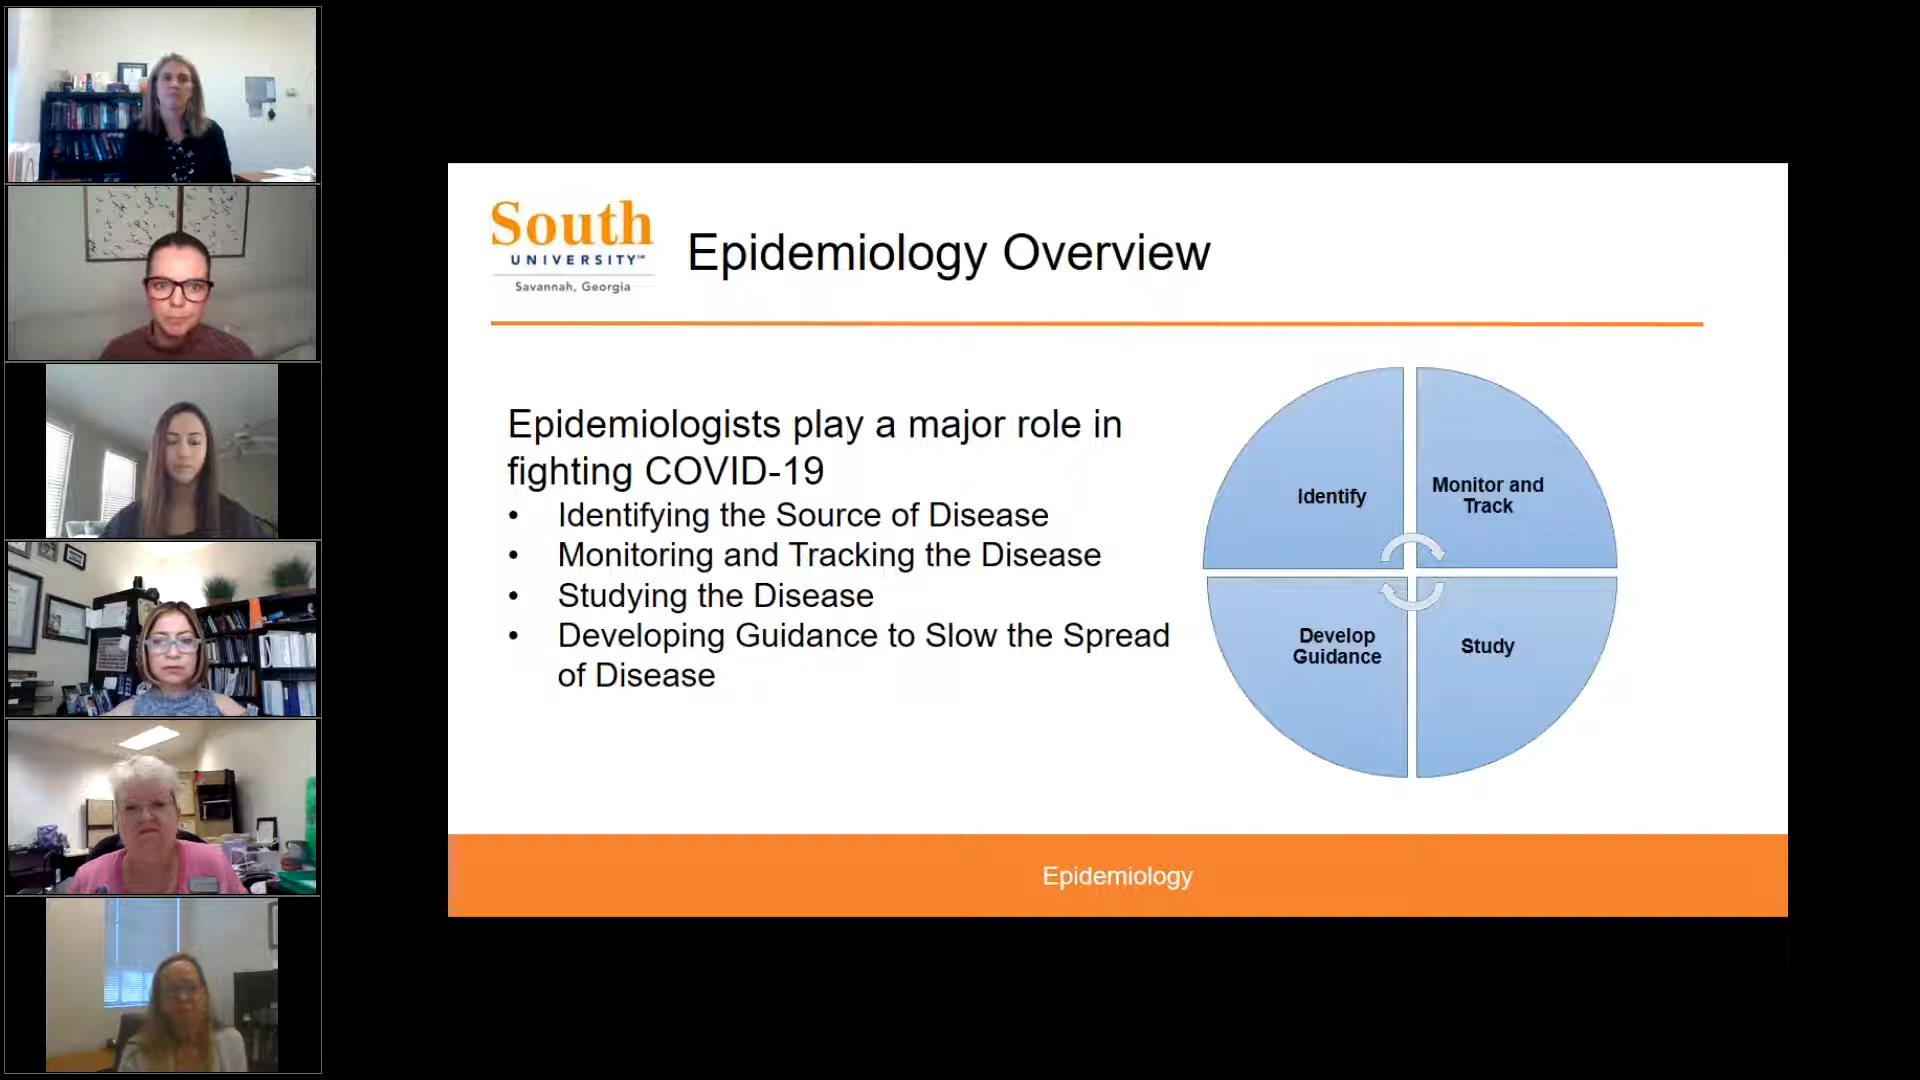 South
UNIVERSITY℠
Savannah, Georgia
Epidemiology Overview
Epidemiologists play a major role in
fighting COVID-19
• Identifying the Source of Disease
• Monitoring and Tracking the Disease
• Studying the Disease
• Developing Guidance to Slow the Spread
of Disease
Identify
Monitor and
Track
Develop
Guidance
Study
Epidemiology